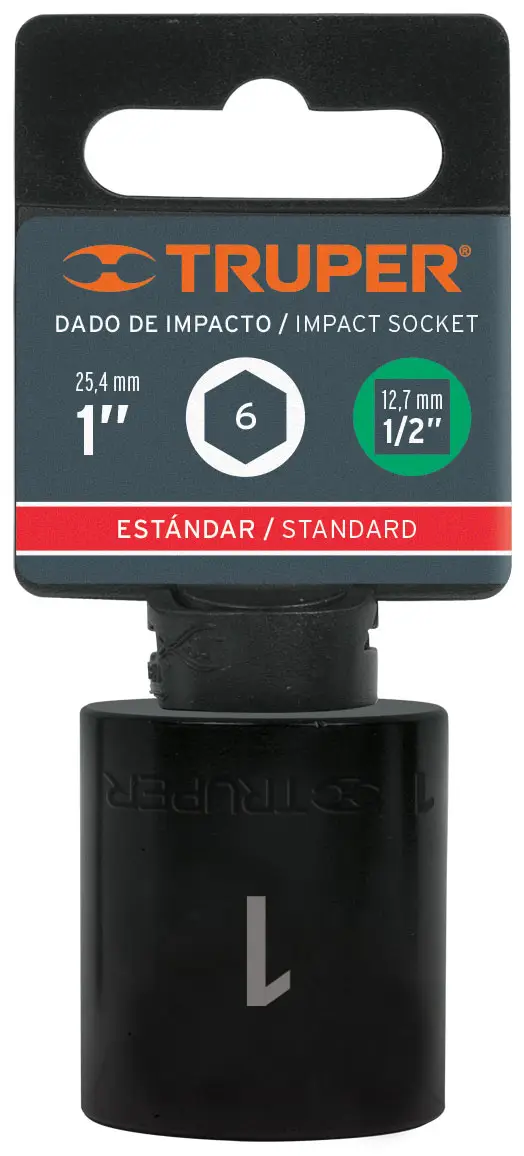 TRUPER®
DADO DE IMPACTO / IMPACT SOCKET
25,4 mm
1”
6
12,7 mm
1/2”
ESTÁNDAR / STANDARD
1 TRUPER
1